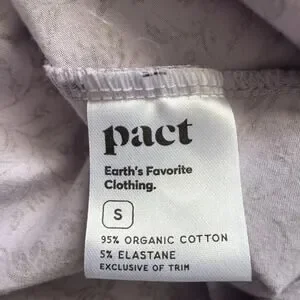 pact
Earth's Favorite
Clothing.
S
95% ORGANIC COTTON
5% ELASTANE
EXCLUSIVE OF TRIM